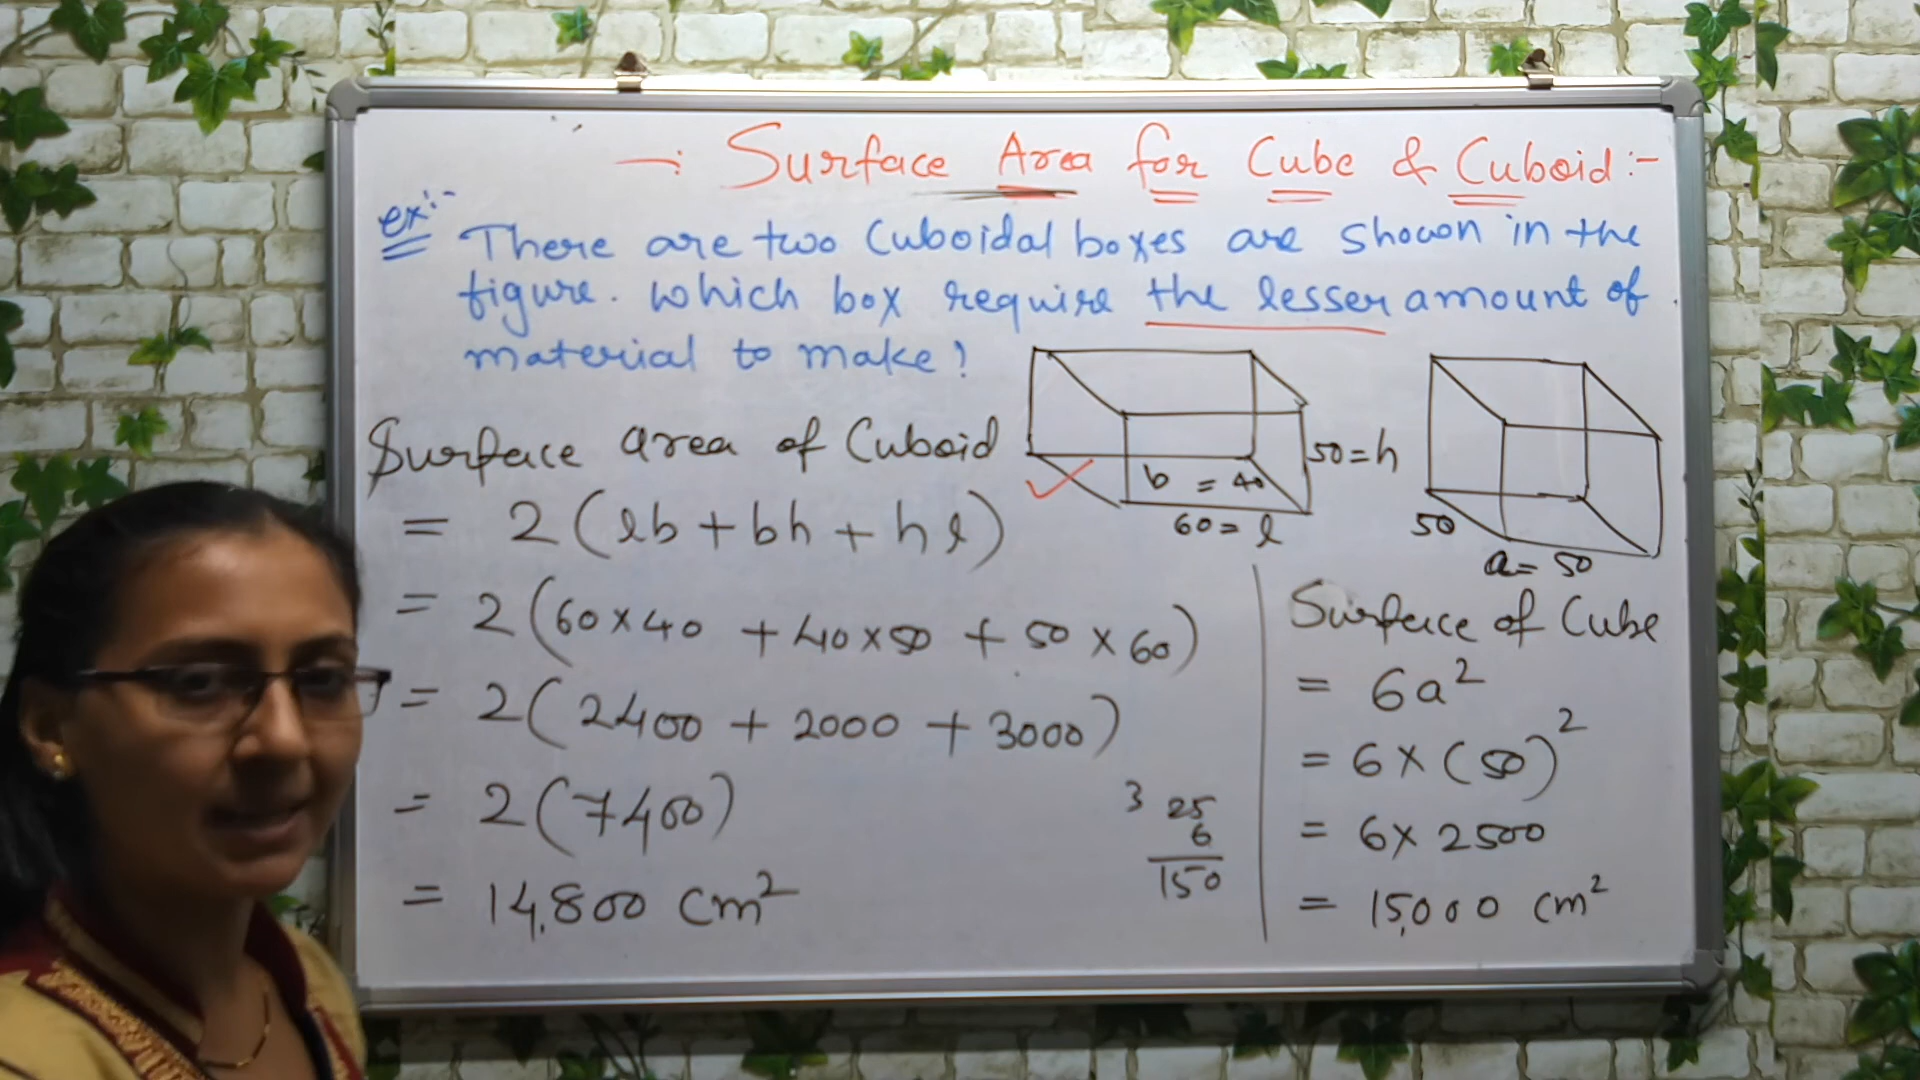 -: Surface Area for Cube & Cuboid:-
ex:- There are two Cuboidal boxes are shown in the
figure. which box require the lesser amount of
material to make?
50=h
b = 40
60=l
50
a= 50
Surface area of Cuboid
= 2(lb+bh+hl)
= 2(60×40 +40×50 + 50×60)
= 2(2400 + 2000 + 3000)
= 2(7400)
= 14,800 cm²
3 25
6
150
Surface of Cube
= 6a²
= 6×(50)²
= 6×2500
= 15,000 cm²